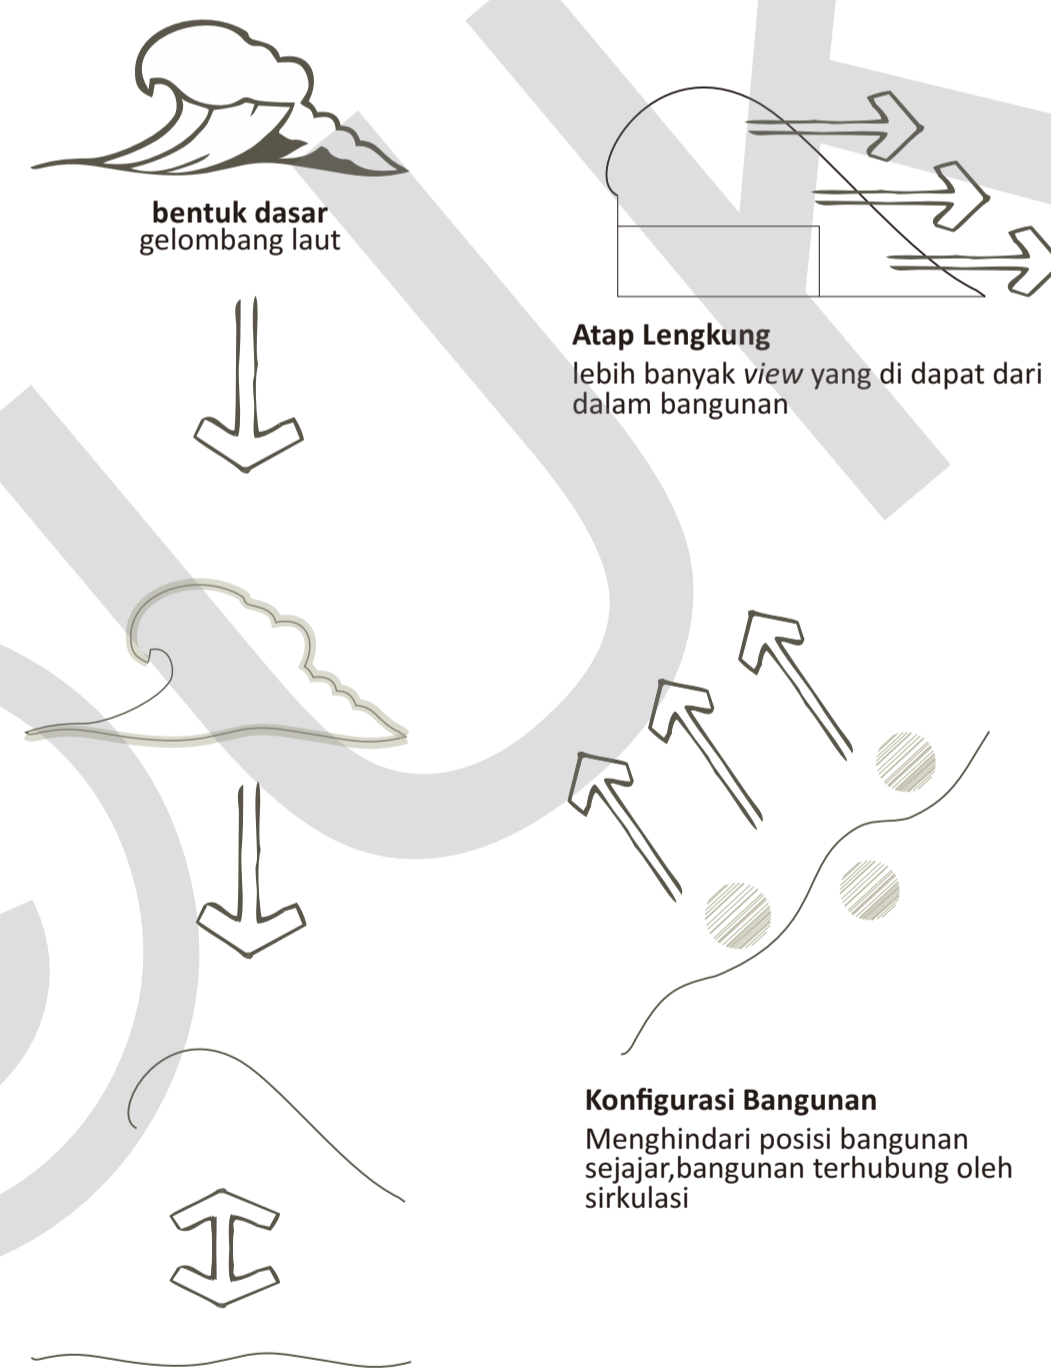 bentuk dasar
gelombang laut
Atap Lengkung
lebih banyak view yang di dapat dari
dalam bangunan
Konfigurasi Bangunan
Menghindari posisi bangunan
sejajar,bangunan terhubung oleh
sirkulasi